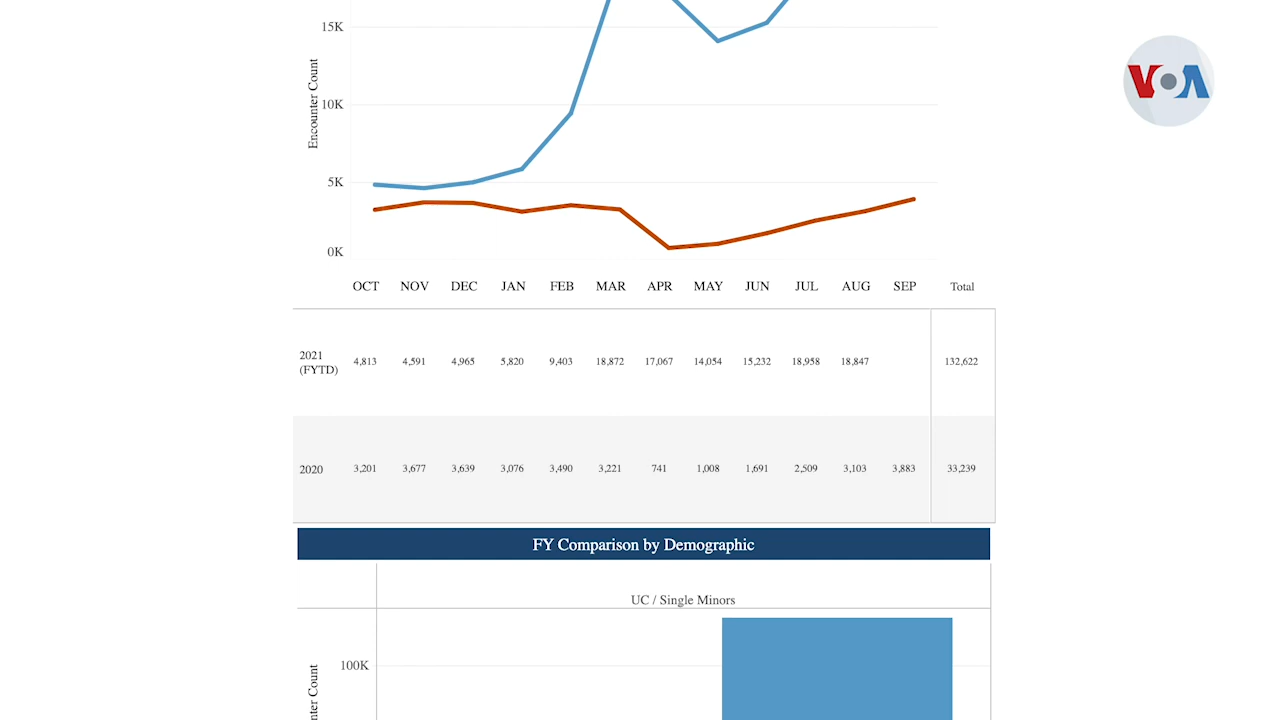 15K
VOA
Encounter Count
10K
5K
0K
OCT NOV DEC JAN FEB MAR APR MAY JUN JUL AUG SEP Total
2021
(FYTD) 4,813 4,591 4,965 5,820 9,403 18,872 17,067 14,054 15,232 18,958 18,847 132,622
2020 3,201 3,677 3,639 3,076 3,490 3,221 741 1,008 1,691 2,509 3,103 3,883 33,239
FY Comparison by Demographic
UC / Single Minors
100K
nter Count